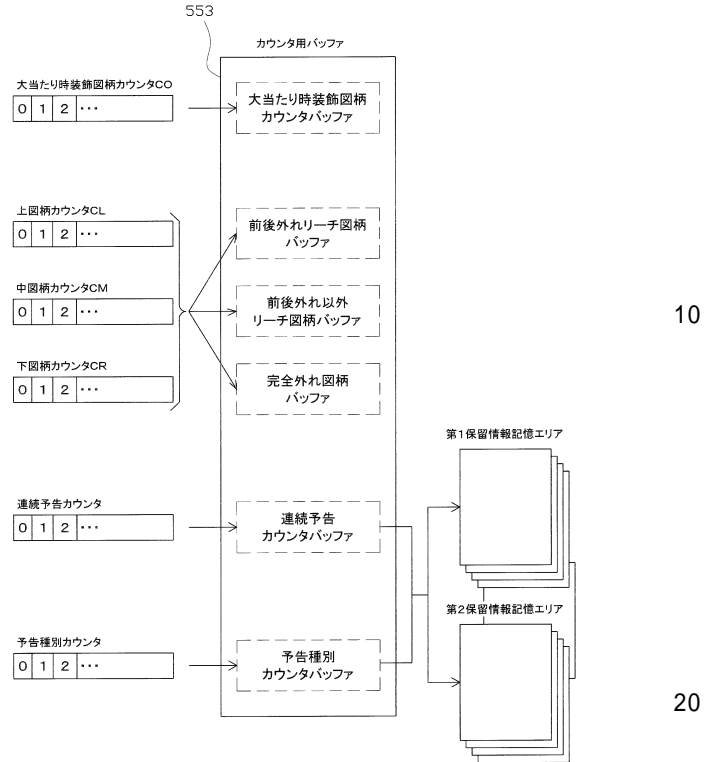 553
カウンタ用バッファ
大当たり時装飾図柄カウンタCO
0 1 2 ···
大当たり時装飾図柄
カウンタバッファ
上図柄カウンタCL
0 1 2 ···
前後外れリーチ図柄
バッファ
中図柄カウンタCM
0 1 2 ···
前後外れ以外
リーチ図柄バッファ
10
下図柄カウンタCR
0 1 2 ···
完全外れ図柄
バッファ
第1保留情報記憶エリア
連続予告カウンタ
0 1 2 ···
連続予告
カウンタバッファ
第2保留情報記憶エリア
予告種別カウンタ
0 1 2 ···
予告種別
カウンタバッファ
20